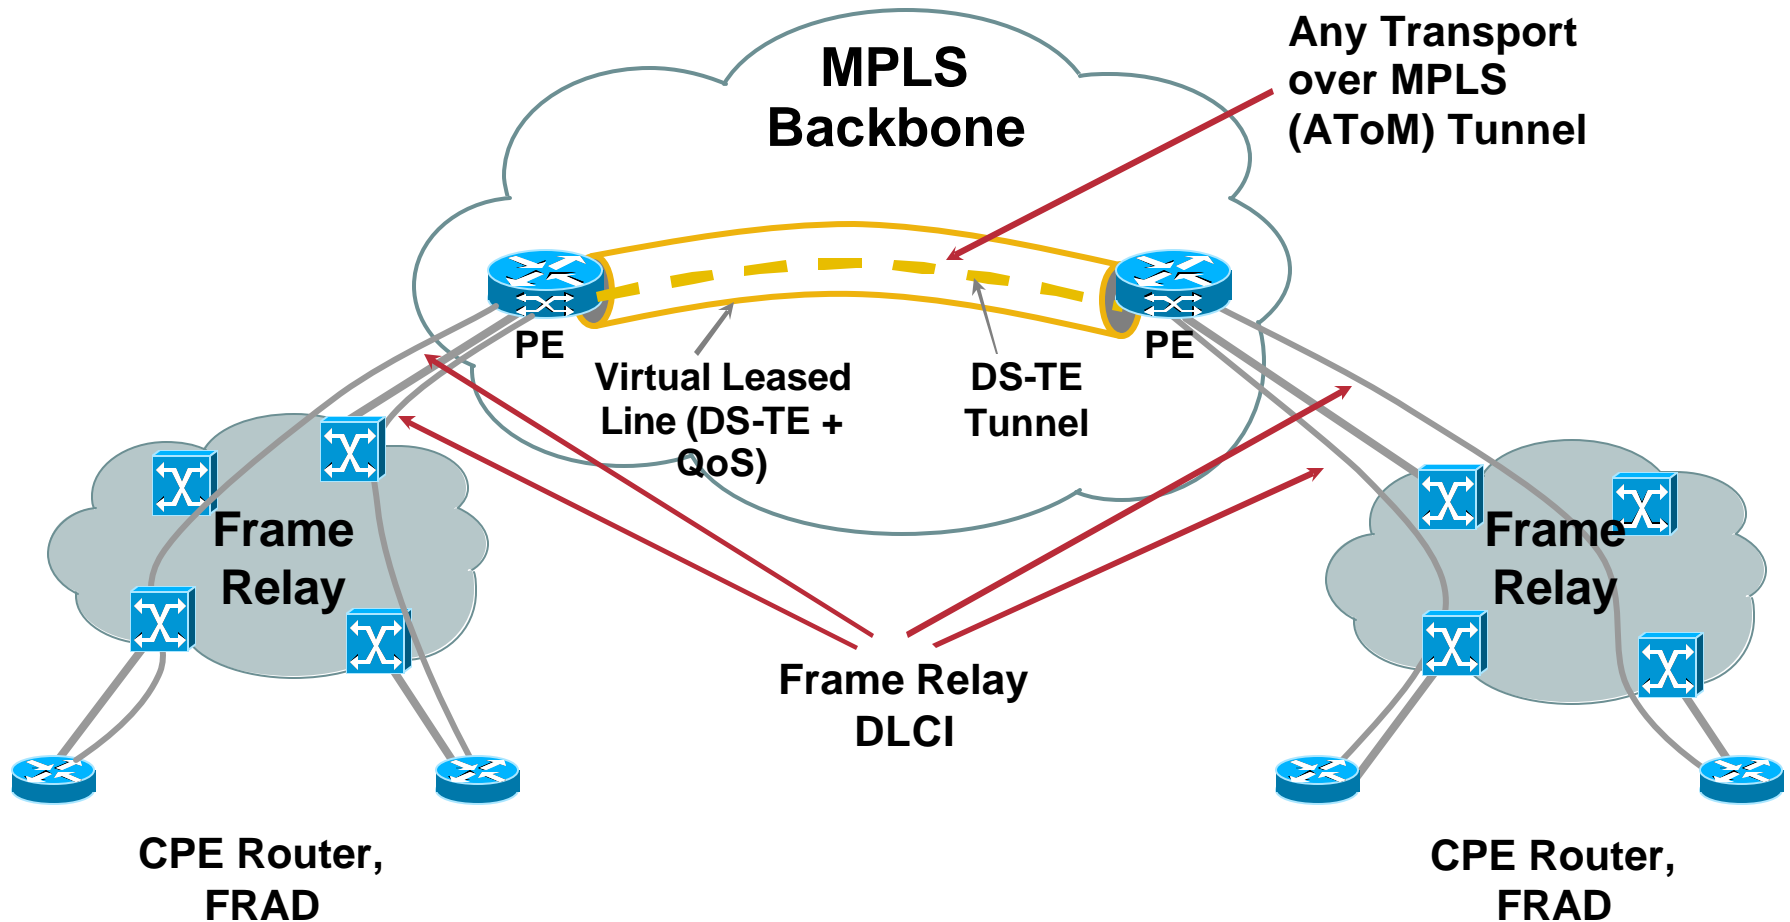 MPLS
Backbone
Any Transport
over MPLS
(AToM) Tunnel
PE
PE
Virtual Leased
Line (DS-TE +
QoS)
DS-TE
Tunnel
Frame
Relay
Frame
Relay
Frame Relay
DLCI
CPE Router,
FRAD
CPE Router,
FRAD